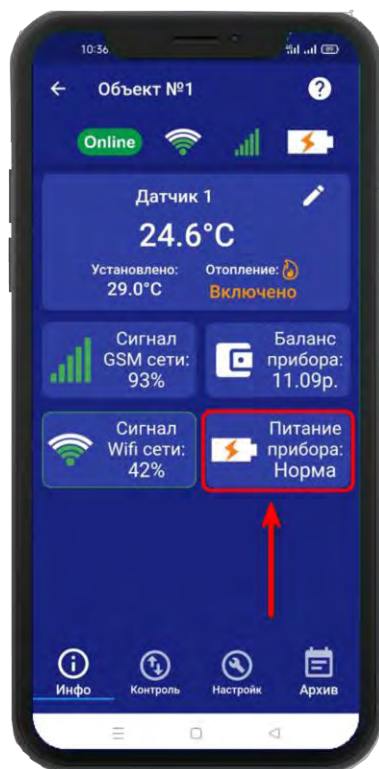 10:36
Объект №1
?
Online
Датчик 1
24.6°C
Установлено:
29.0°C
Отопление:
Включено
Сигнал
GSM сети:
93%
Баланс
прибора:
11.09р.
Сигнал
Wifi сети:
42%
Питание
прибора:
Норма
Инфо
Контроль
Настройк
Архив